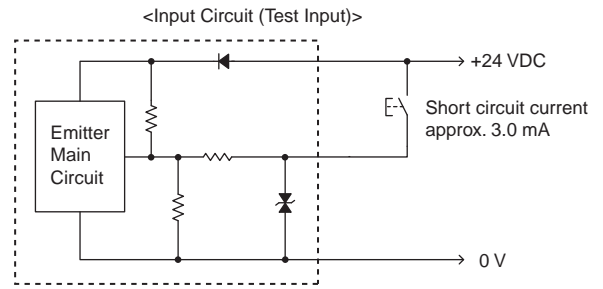 <Input Circuit (Test Input)>
+24 VDC
Short circuit current
approx. 3.0 mA
Emitter
Main
Circuit
0 V